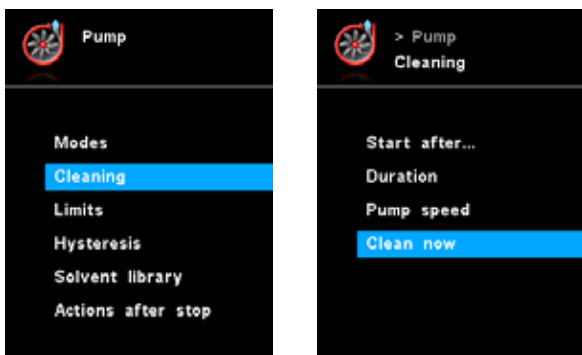 Pump
Modes
Cleaning
Limits
Hysteresis
Solvent library
Actions after stop
> Pump
Cleaning
Start after...
Duration
Pump speed
Clean now